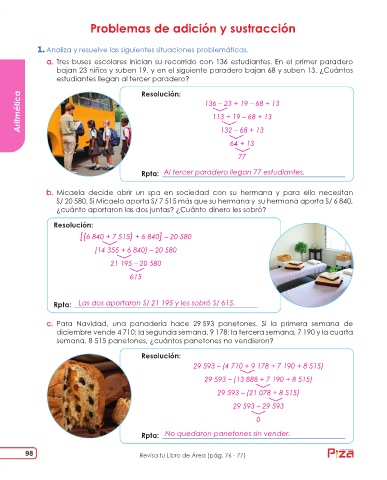 Problemas de adición y sustracción
1. Analiza y resuelve las siguientes situaciones problemáticas.
a. Tres buses escolares inician su recorrido con 136 estudiantes. En el primer paradero
bajan 23 niños y suben 19, y en el siguiente paradero bajan 68 y suben 13. ¿Cuántos
estudiantes llegan al tercer paradero?
Aritmética
Resolución:
136 – 23 + 19 – 68 + 13
113 + 19 – 68 + 13
132 – 68 + 13
64 + 13
77
Rpta: Al tercer paradero llegan 77 estudiantes.
b. Micaela decide abrir un spa en sociedad con su hermana y para ello necesitan
S/ 20 580. Si Micaela aporta S/ 7 515 más que su hermana y su hermana aporta S/ 6 840,
¿cuánto aportaron las dos juntas? ¿Cuánto dinero les sobró?
Resolución:
[(6 840 + 7 515) + 6 840] – 20 580
(14 355 + 6 840) – 20 580
21 195 – 20 580
615
Rpta: Las dos aportaron S/ 21 195 y les sobró S/ 615.
c. Para Navidad, una panadería hace 29 593 panetones. Si la primera semana de
diciembre vende 4 710; la segunda semana, 9 178; la tercera semana, 7 190 y la cuarta
semana, 8 515 panetones, ¿cuántos panetones no vendieron?
Resolución:
29 593 – (4 710 + 9 178 + 7 190 + 8 515)
29 593 – (13 888 + 7 190 + 8 515)
29 593 – (21 078 + 8 515)
29 593 – 29 593
0
Rpta: No quedaron panetones sin vender.
98
Revisa tu Libro de Área (pág. 76 - 77)